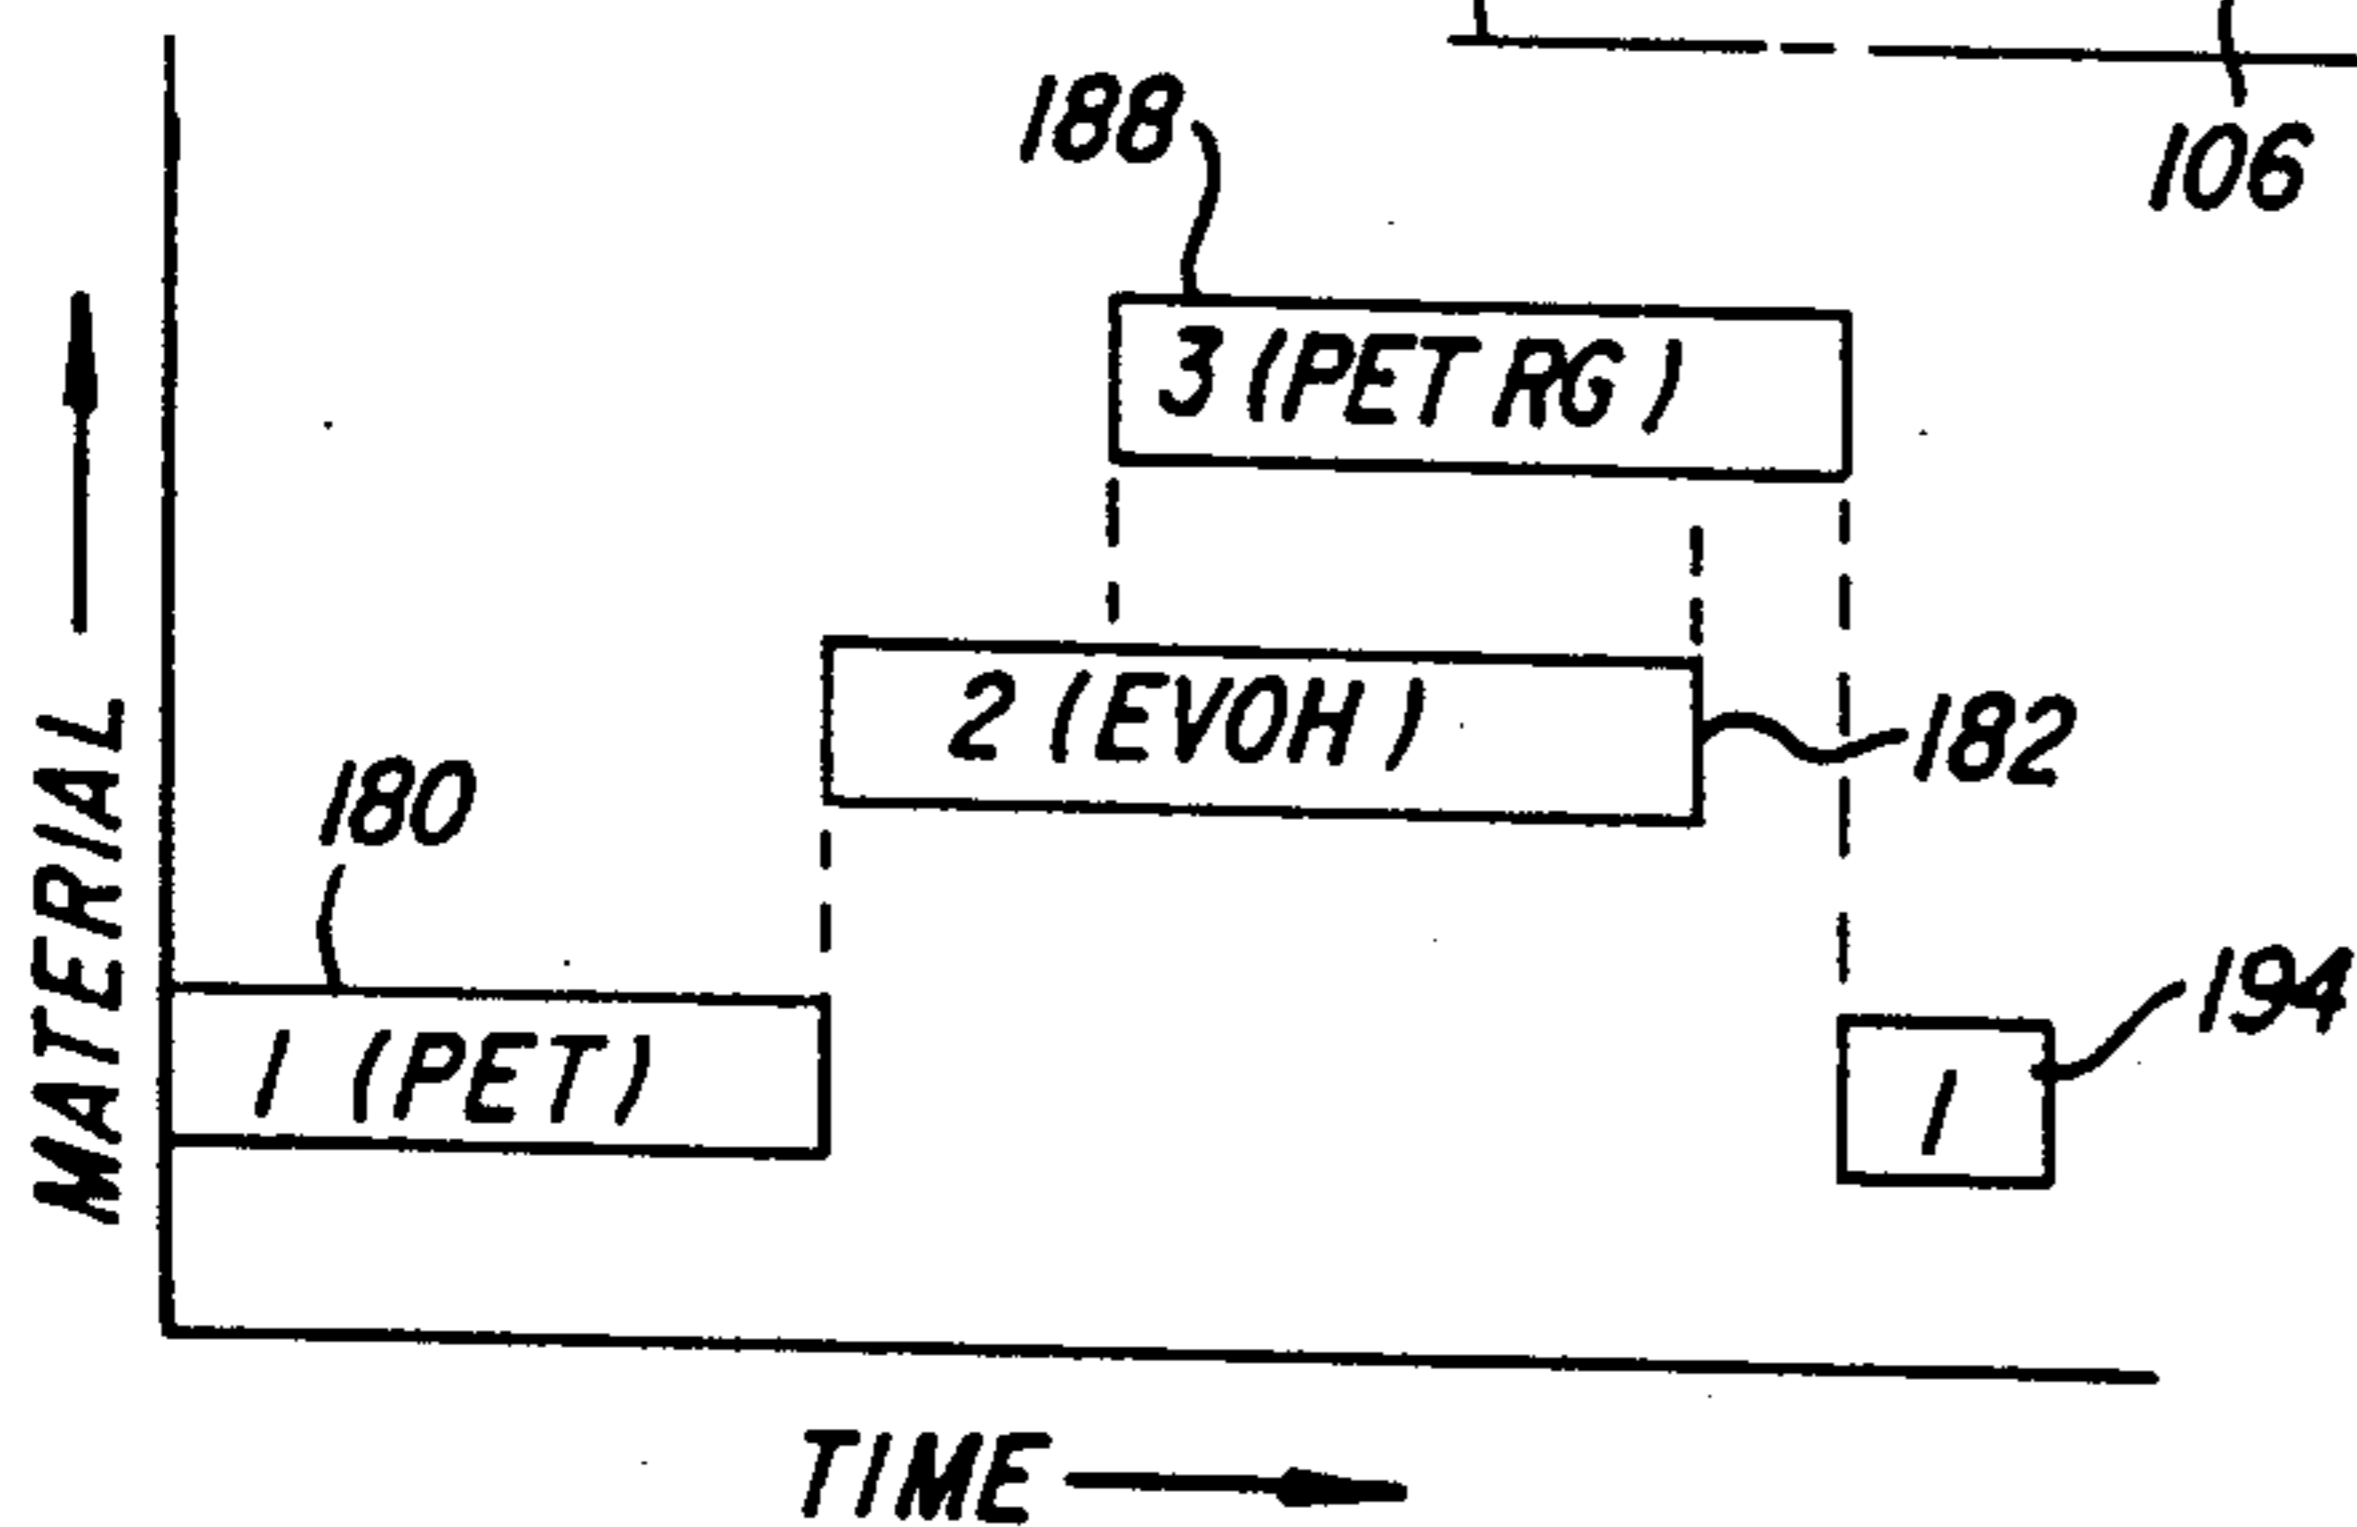 188
106
3 (PET RG)
2 (EVOH)
182
180
194
1 (PET)
1
MATERIAL
TIME